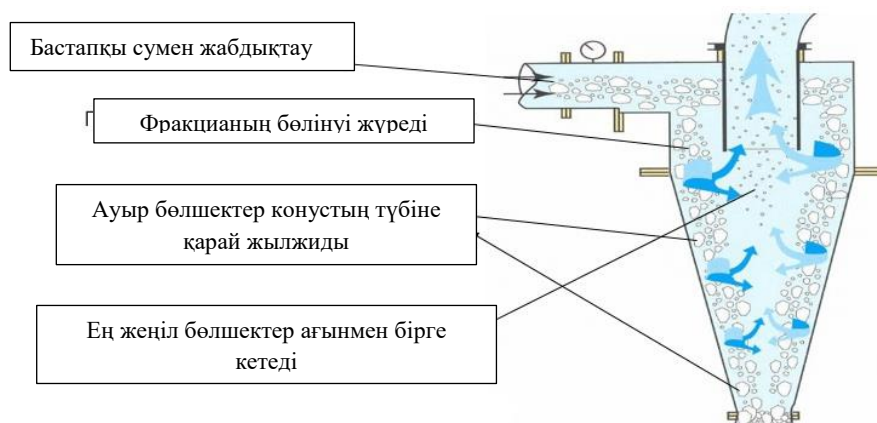 Бастапқы сумен жабдықтау
Фракцианың бөлінуі жүреді
Ауыр бөлшектер конустың түбіне
қарай жылжиды
Ең жеңіл бөлшектер ағынмен бірге
кетеді